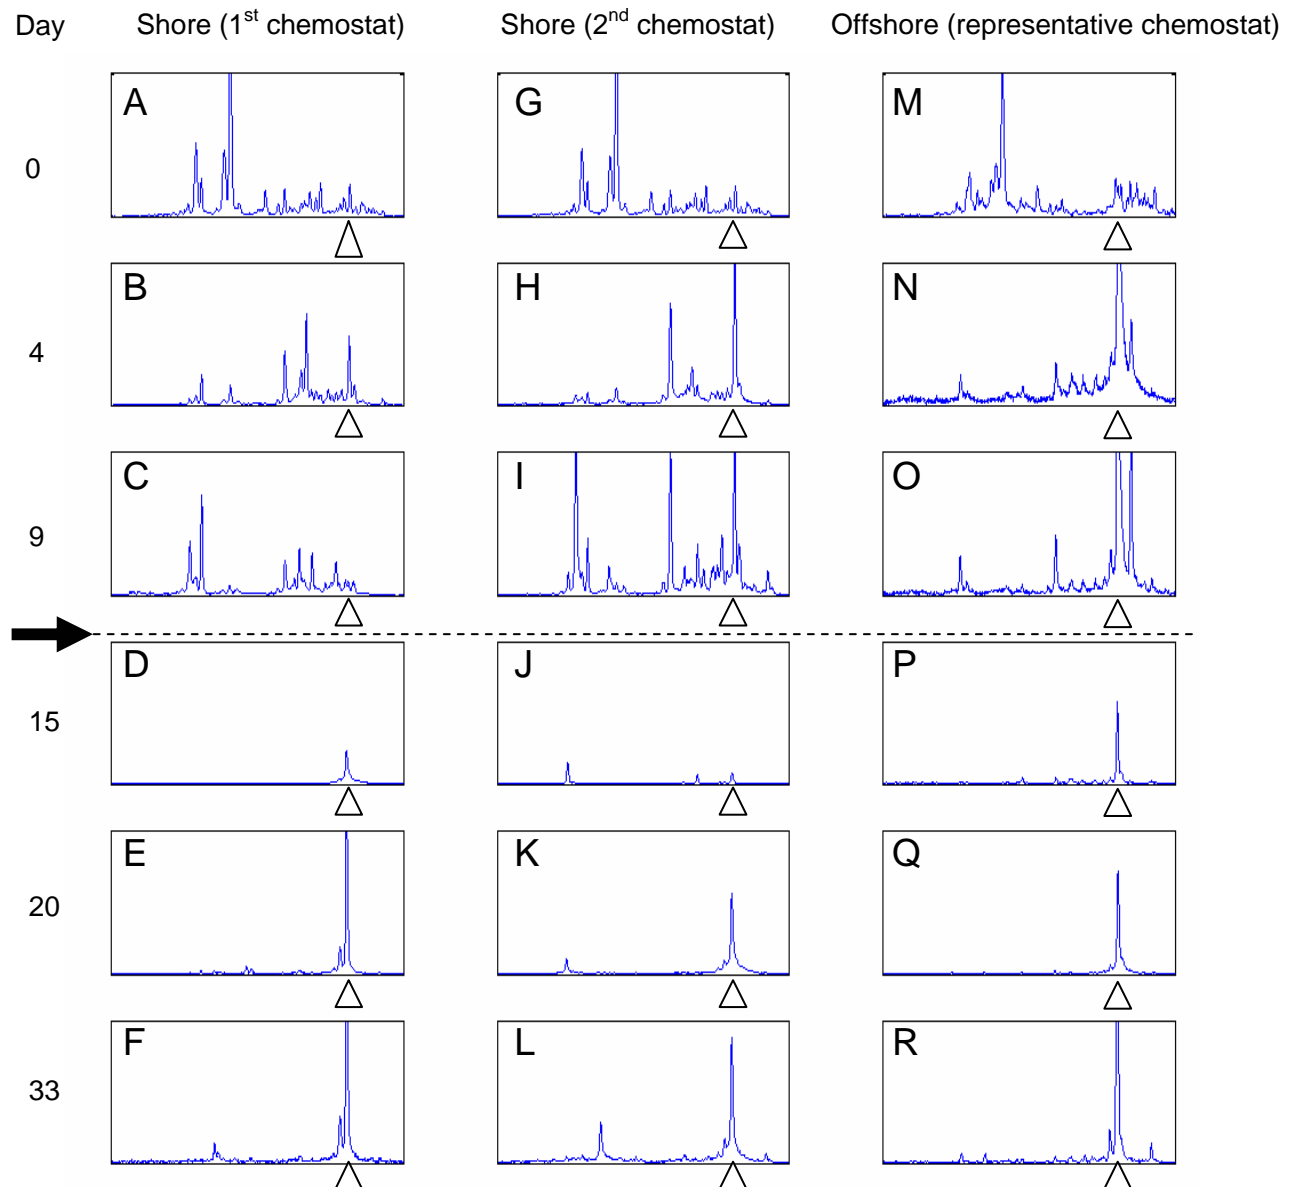 Day Shore (1st chemostat) Shore (2nd chemostat) Offshore (representative chemostat)
A G M
0
B H N
4
C I O
9
D J P
15
E K Q
20
F L R
33